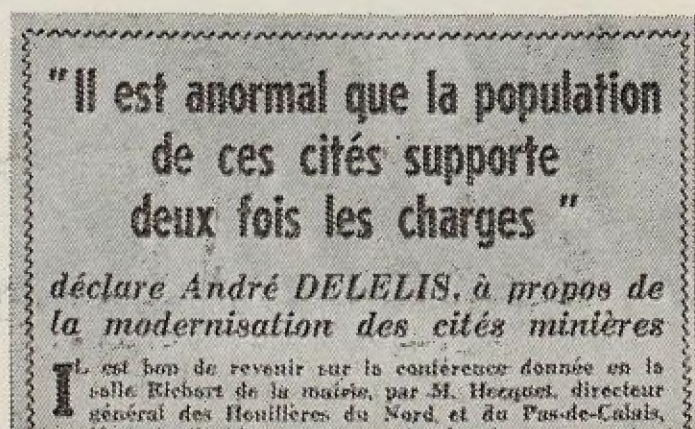 "Il est anormal que la population
de ces cités supporte
deux fois les charges"
déclare André DELELIS, à propos de
la modernisation des cités minières
IL est bon de revenir sur la conférence donnée en la
salle Richart de la mairie, par M. Hecquet, directeur
général des Houillères du Nord et du Pas-de-Calais,